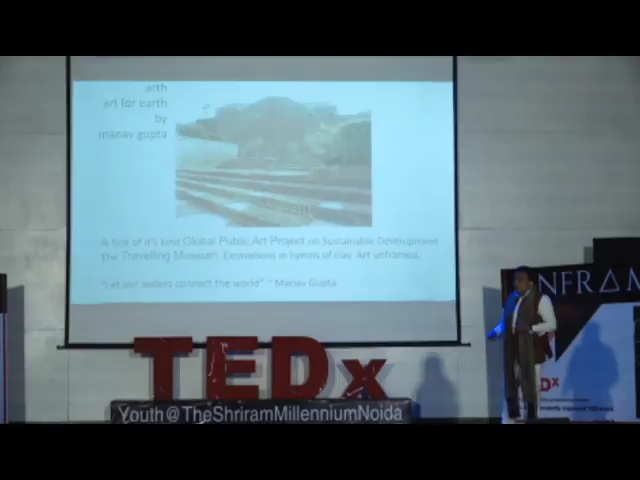 arth
art for earth
by
manav gupta
A first of it's kind Global Public Art Project on Sustainable Development
the Travelling Museum. Excavations in hymns of clay. Art unframed.
"Let our waters connect the world" ~ Manav Gupta
TEDx
Youth@TheShriramMillenniumNoida
NFRAM